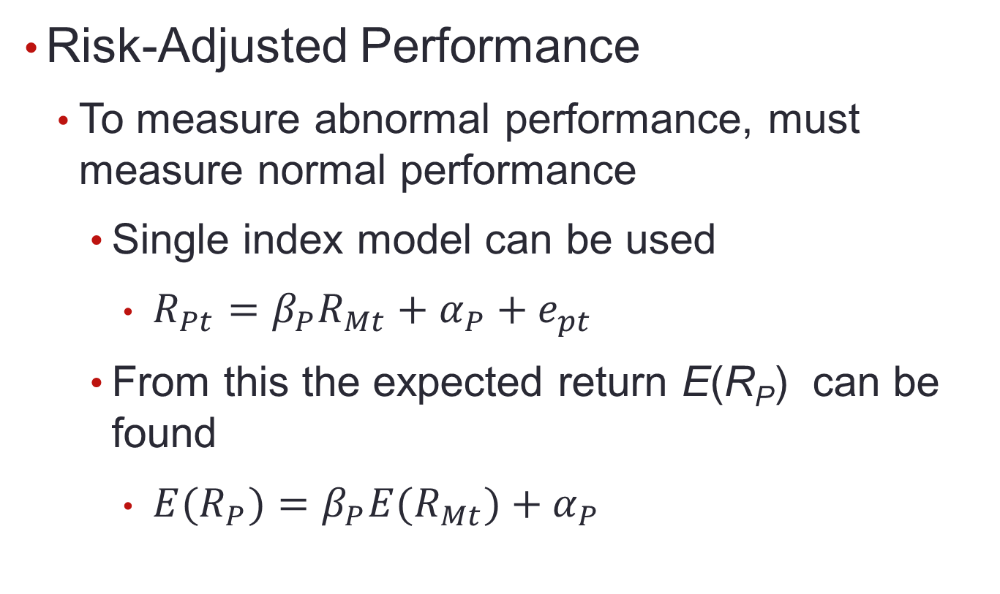 • Risk-Adjusted Performance
• To measure abnormal performance, must
measure normal performance
• Single index model can be used
• $R_{Pt} = \beta_P R_{Mt} + \alpha_P + e_{pt}$
• From this the expected return E(R_P) can be
found
• $E(R_P) = \beta_P E(R_{Mt}) + \alpha_P$